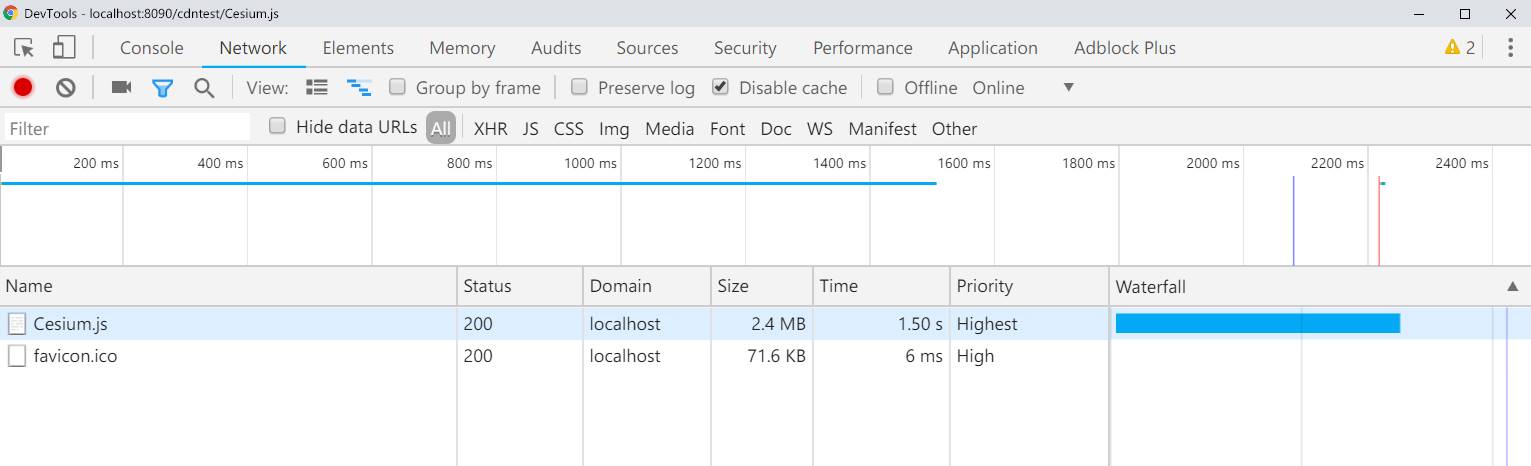 DevTools - localhost:8090/cdntest/Cesium.js
Console Network Elements Memory Audits Sources Security Performance Application Adblock Plus 2
View: Group by frame Preserve log Disable cache Offline Online
Filter Hide data URLs All XHR JS CSS Img Media Font Doc WS Manifest Other
200 ms 400 ms 600 ms 800 ms 1000 ms 1200 ms 1400 ms 1600 ms 1800 ms 2000 ms 2200 ms 2400 ms
Name Status Domain Size Time Priority Waterfall
Cesium.js 200 localhost 2.4 MB 1.50 s Highest
favicon.ico 200 localhost 71.6 KB 6 ms High